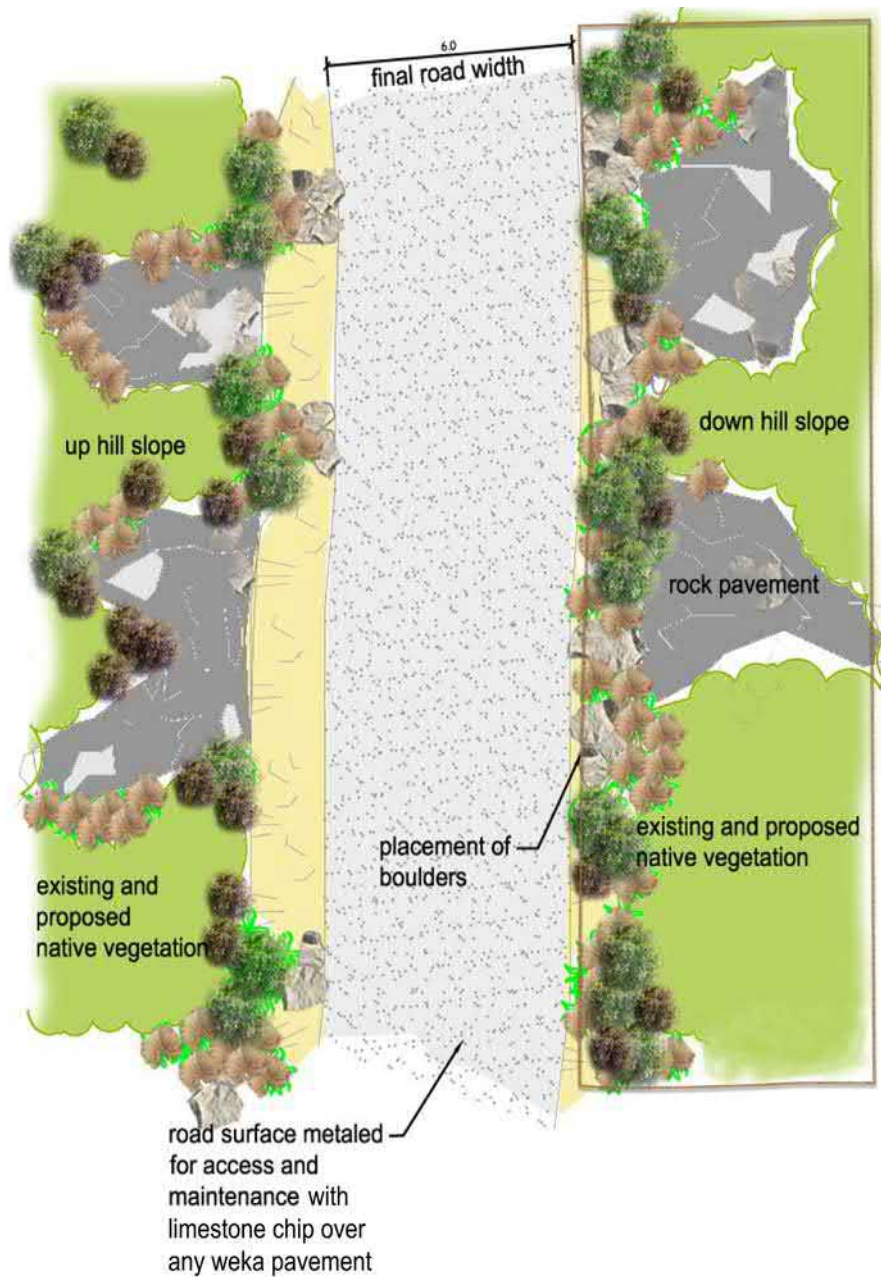 6.0
final road width
up hill slope
down hill slope
rock pavement
placement of
boulders
existing and proposed
native vegetation
existing and
proposed
native vegetation
road surface metaled
for access and
maintenance with
limestone chip over
any weka pavement